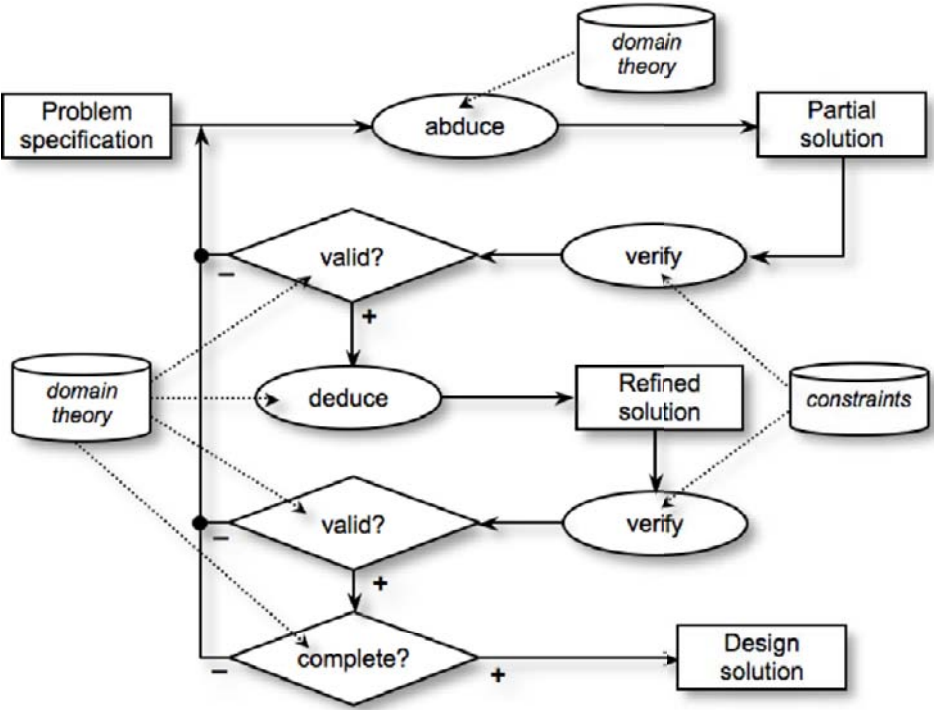 domain
theory
Problem
specification
abduce
Partial
solution
valid?
verify
–
+
domain
theory
deduce
Refined
solution
constraints
valid?
verify
–
+
complete?
–
+
Design
solution